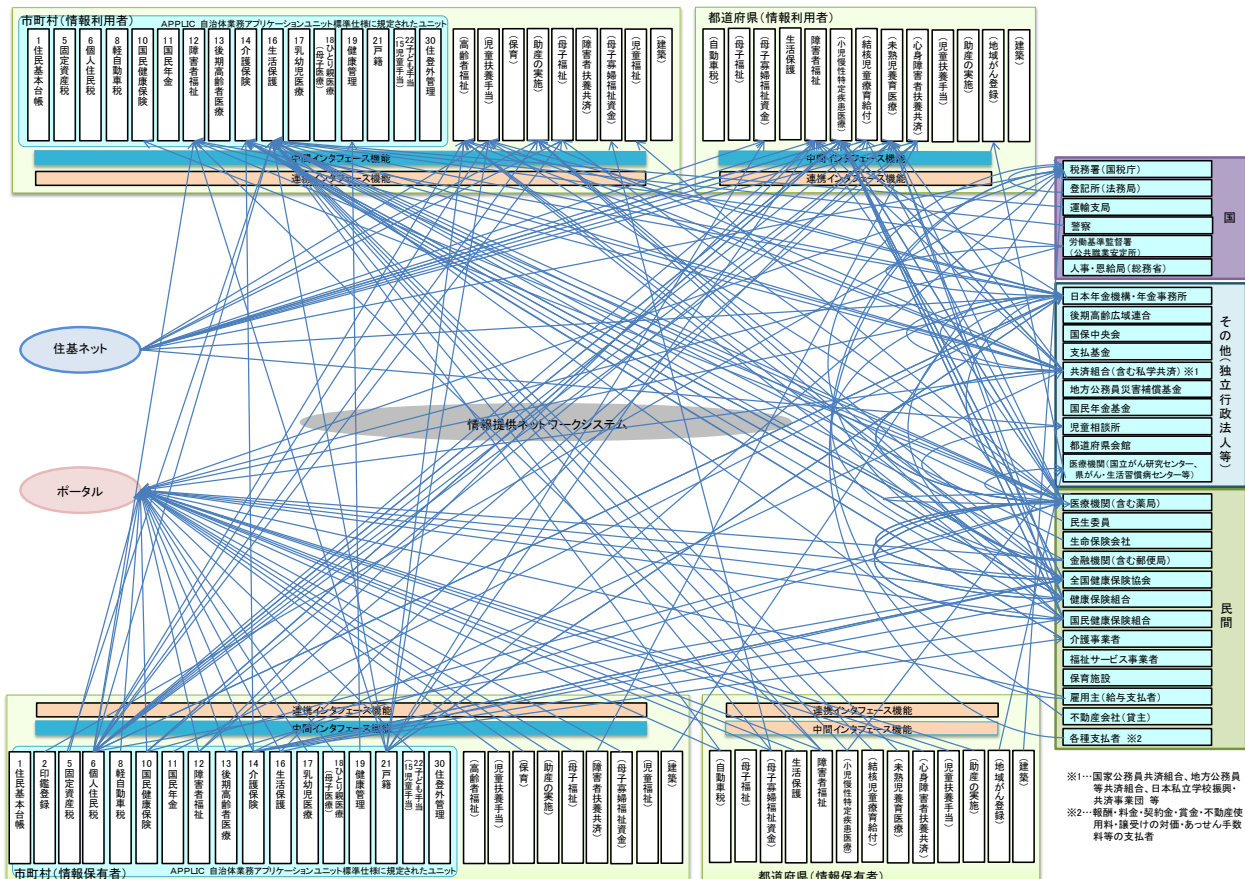 市町村(情報利用者)
APPLIC 自治体業務アプリケーションユニット標準仕様に規定されたユニット
1 住民基本台帳
5 固定資産税
6 個人住民税
8 軽自動車税
10 国民健康保険
11 国民年金
12 障害者福祉
13 後期高齢者医療
14 介護保険
16 生活保護
17 乳幼児医療
18 ひとり親医療
(母子医療)
19 健康管理
21 戸籍
22 子ども手当
(15児童手当)
30 住登外管理
(高齢者福祉)
(児童扶養手当)
(保育)
(助産の実施)
(母子福祉)
(障害者扶養共済)
(母子寡婦福祉資金)
(児童福祉)
(建築)
中間インタフェース機能
連携インタフェース機能
都道府県(情報利用者)
(自動車税)
(母子福祉)
(母子寡婦福祉資金)
生活保護
障害者福祉
(小児慢性特定疾患医療)
(結核児童療育給付)
(未熟児養育医療)
(心身障害者扶養共済)
(児童扶養手当)
(助産の実施)
(地域がん登録)
(建築)
中間インタフェース機能
連携インタフェース機能
税務署(国税庁)
登記所(法務局)
運輸支局
警察
労働基準監督署
(公共職業安定所)
人事・恩給局(総務省)
国
日本年金機構・年金事務所
後期高齢広域連合
国保中央会
支払基金
共済組合(含む私学共済) ※1
地方公務員災害補償基金
国民年金基金
児童相談所
都道府県会館
医療機関(国立がん研究センター、
県がん・生活習慣病センター等)
その他(独立行政法人等)
医療機関(含む薬局)
民生委員
生命保険会社
金融機関(含む郵便局)
全国健康保険協会
健康保険組合
国民健康保険組合
介護事業者
福祉サービス事業者
保育施設
雇用主(給与支払者)
不動産会社(貸主)
各種支払者 ※2
民間
住基ネット
情報提供ネットワークシステム
ポータル
連携インタフェース機能
中間インタフェース機能
1 住民基本台帳
2 印鑑登録
5 固定資産税
6 個人住民税
8 軽自動車税
10 国民健康保険
11 国民年金
12 障害者福祉
13 後期高齢者医療
14 介護保険
16 生活保護
17 乳幼児医療
18 ひとり親医療
(母子医療)
19 健康管理
21 戸籍
22 子ども手当
(15児童手当)
30 住登外管理
(高齢者福祉)
(児童扶養手当)
(保育)
(助産の実施)
(母子福祉)
(障害者扶養共済)
(母子寡婦福祉資金)
(児童福祉)
(建築)
市町村(情報保有者)
APPLIC 自治体業務アプリケーションユニット標準仕様に規定されたユニット
連携インタフェース機能
中間インタフェース機能
(自動車税)
(母子福祉)
(母子寡婦福祉資金)
生活保護
障害者福祉
(小児慢性特定疾患医療)
(結核児童療育給付)
(未熟児養育医療)
(心身障害者扶養共済)
(児童扶養手当)
(助産の実施)
(地域がん登録)
(建築)
都道府県(情報保有者)
※1…国家公務員共済組合、地方公務員
等共済組合、日本私立学校振興・
共済事業団 等
※2…報酬・料金・契約金・賞金・不動産使
用料・譲受けの対価・あっせん手数
料等の支払者